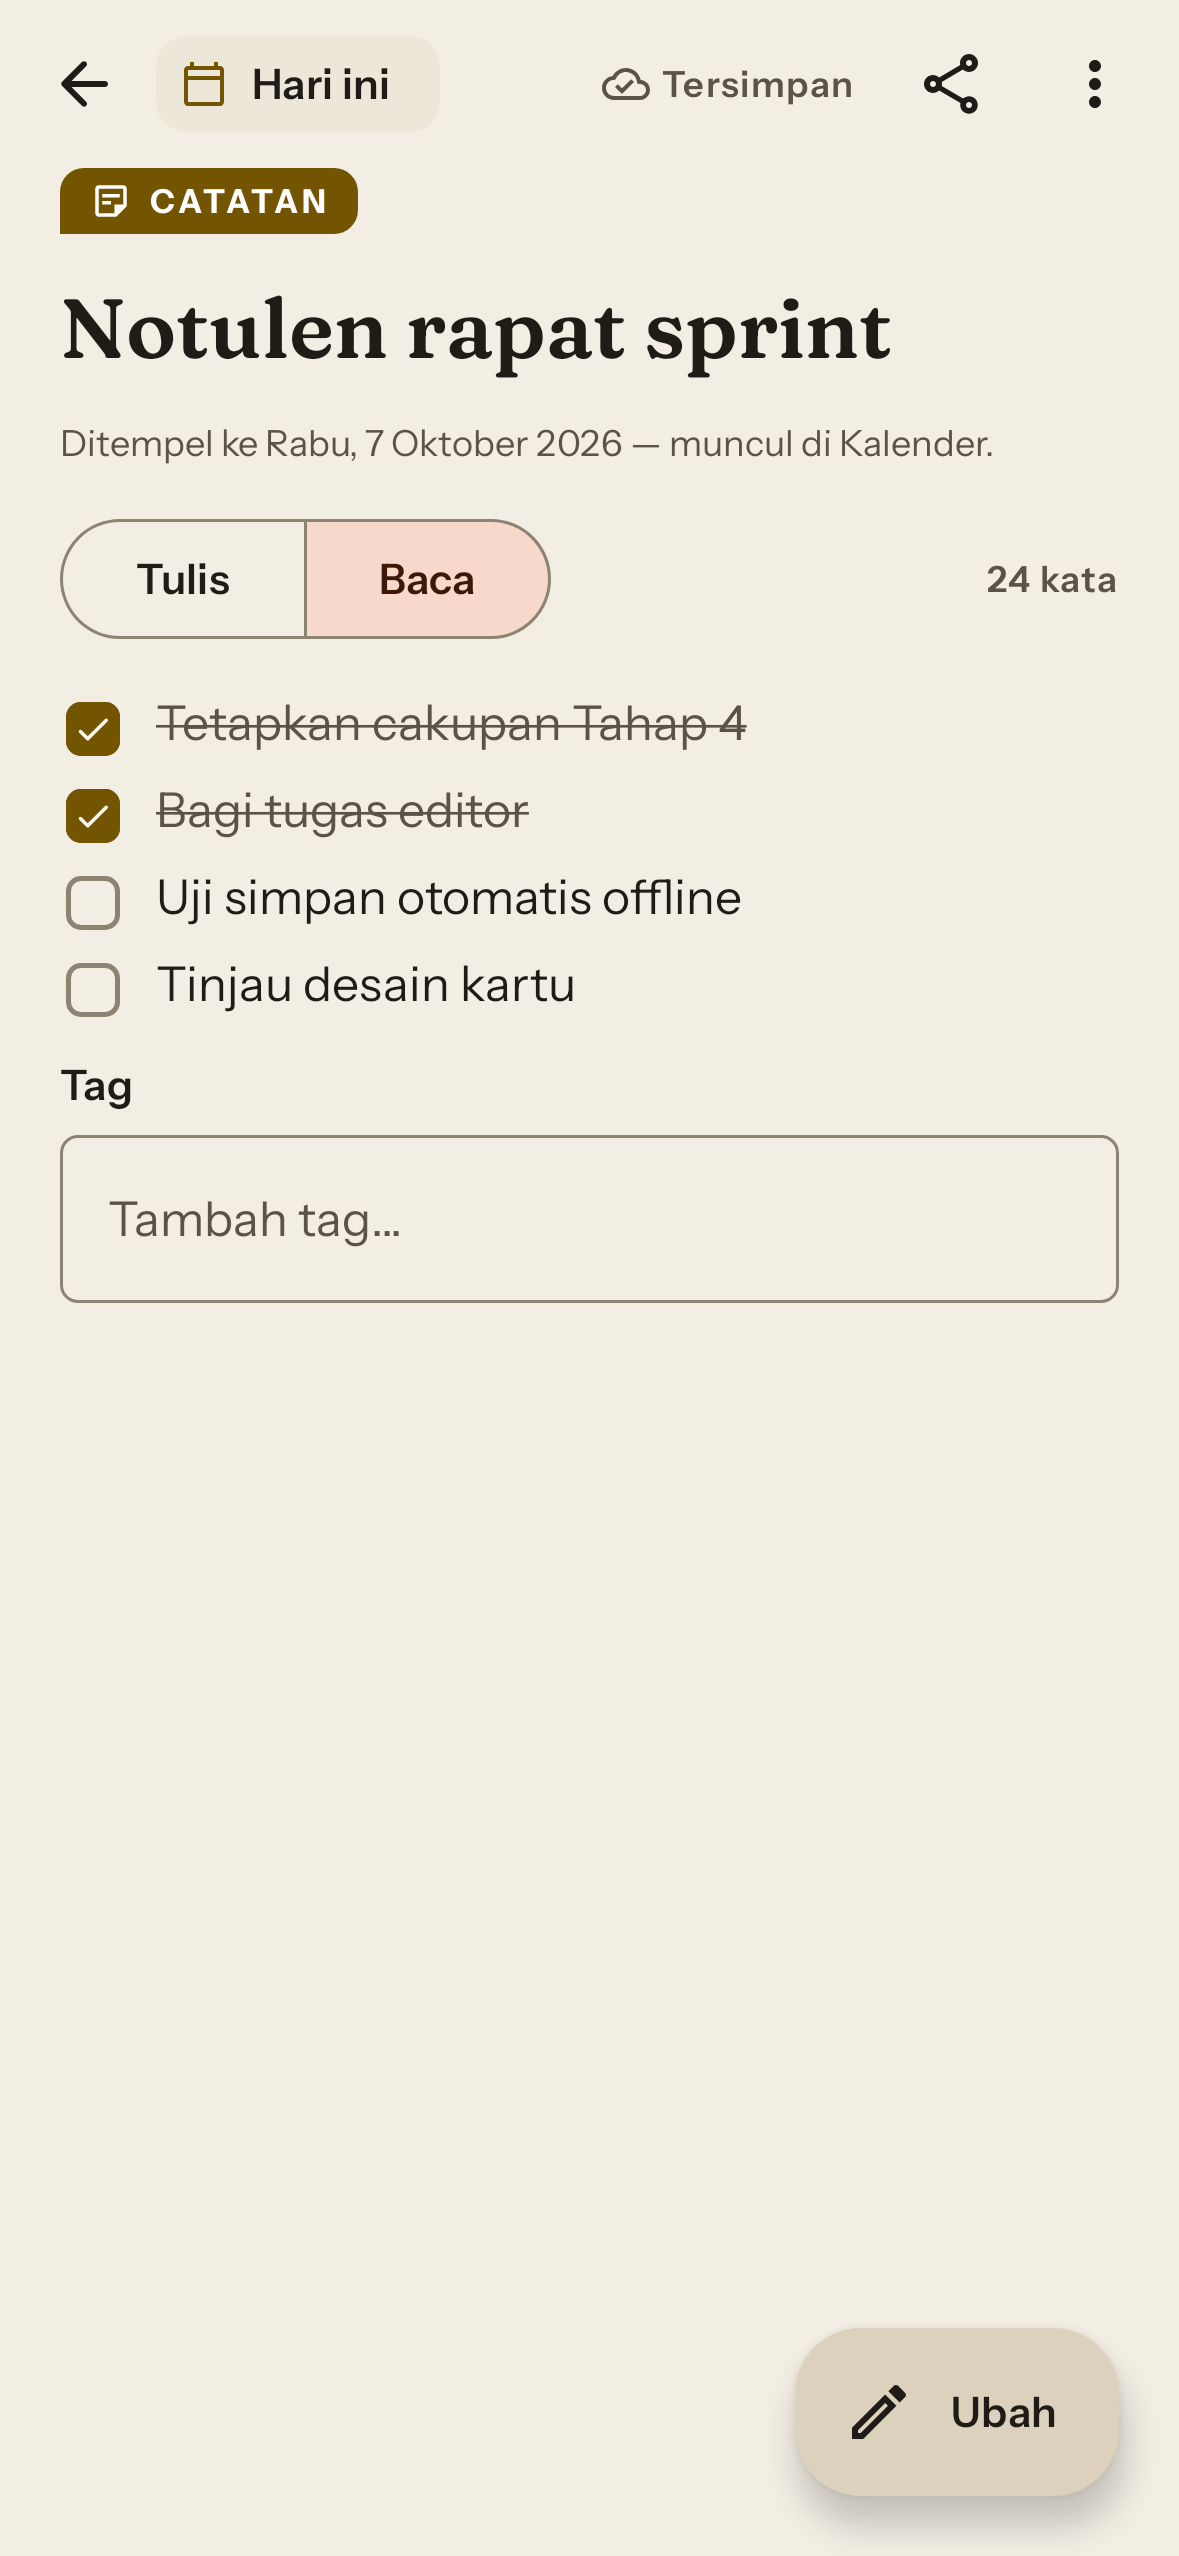 Hari ini
Tersimpan
CATATAN
Notulen rapat sprint
Ditempel ke Rabu, 7 Oktober 2026 — muncul di Kalender.
Tulis
Baca
24 kata
Tetapkan cakupan Tahap 4
Bagi tugas editor
Uji simpan otomatis offline
Tinjau desain kartu
Tag
Tambah tag...
Ubah